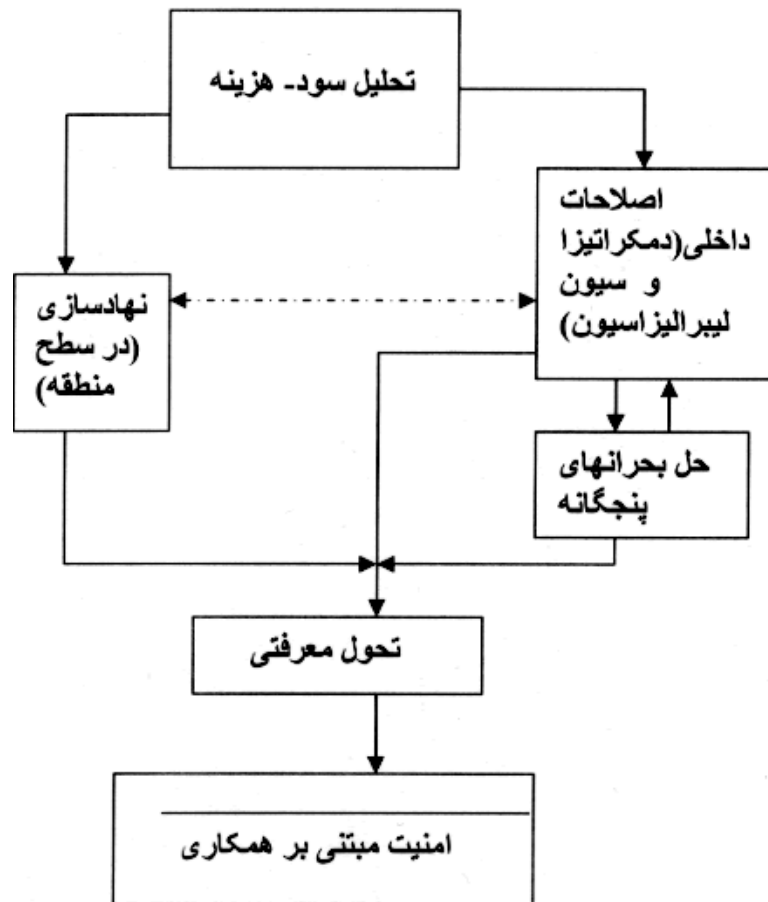 تحلیل سود- هزینه
اصلاحات
داخلی(دمکراتیزا
و سیون
لیبرالیزاسیون)
نهادسازی
(در سطح
منطقه)
حل بحرانهای
پنجگانه
تحول معرفتی
امنیت مبتنی بر همکاری